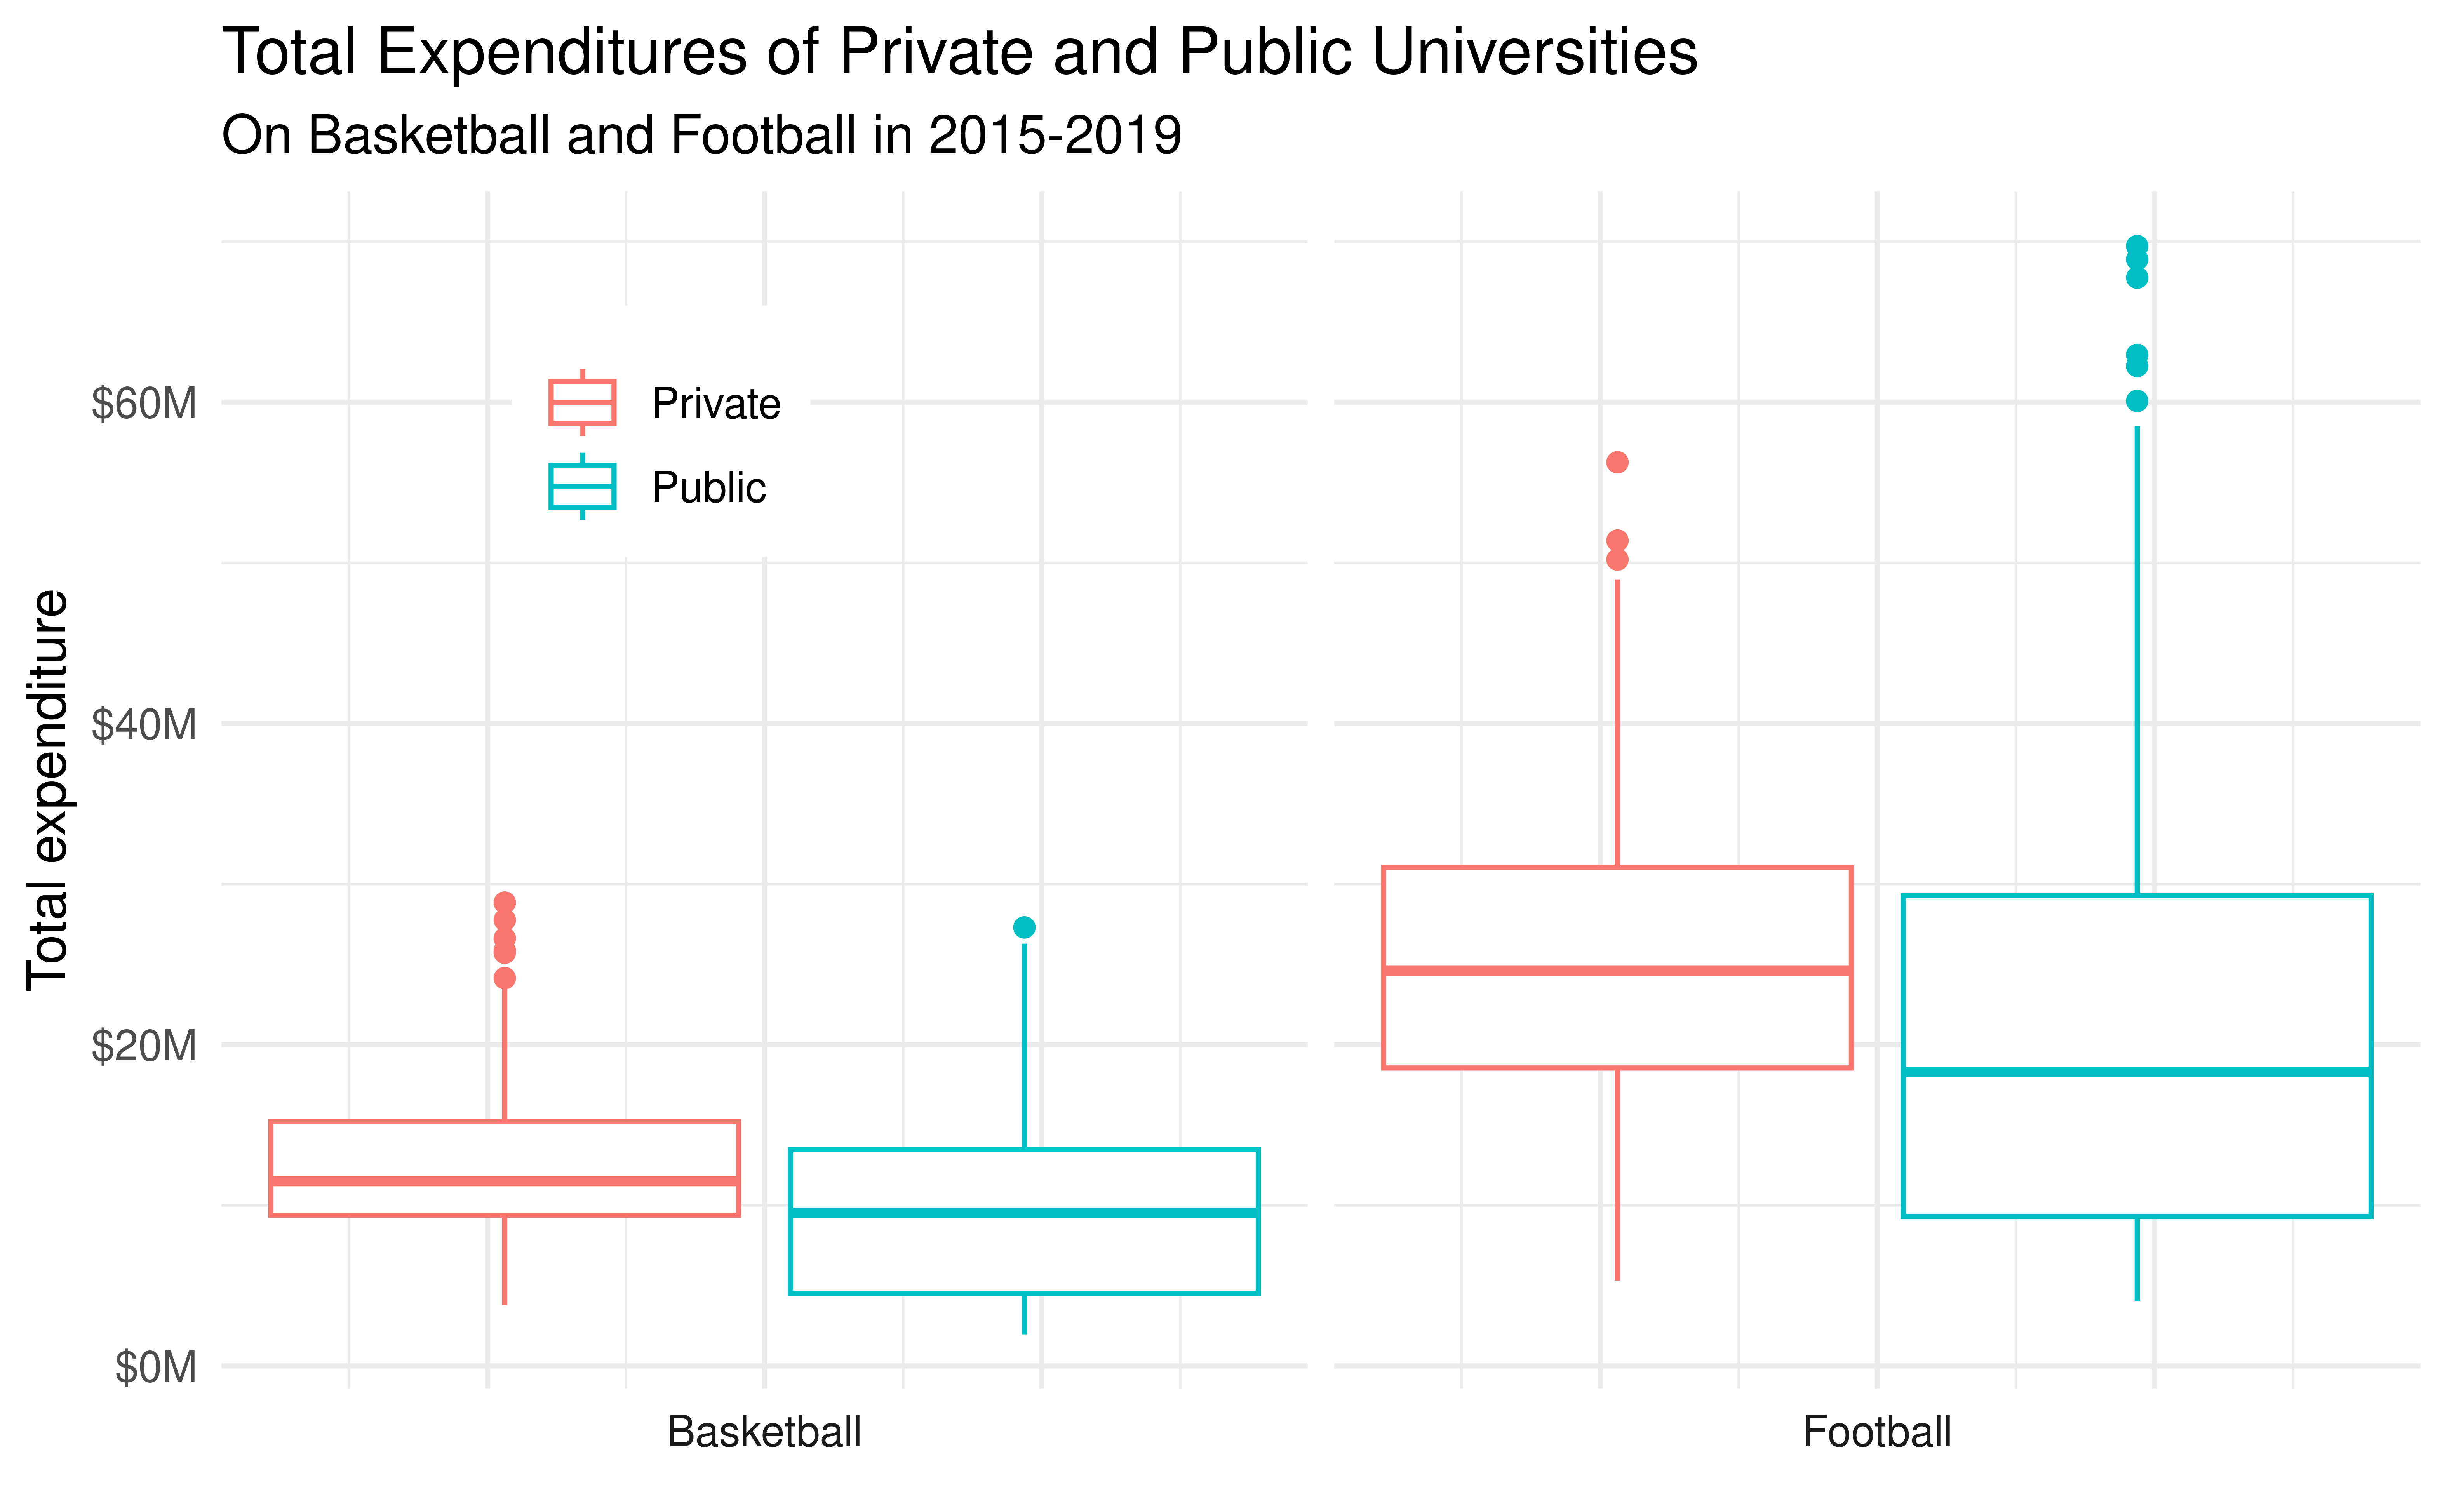 Total Expenditures of Private and Public Universities
On Basketball and Football in 2015-2019
Total expenditure
$60M
$40M
$20M
$0M
Private
Public
Basketball
Football